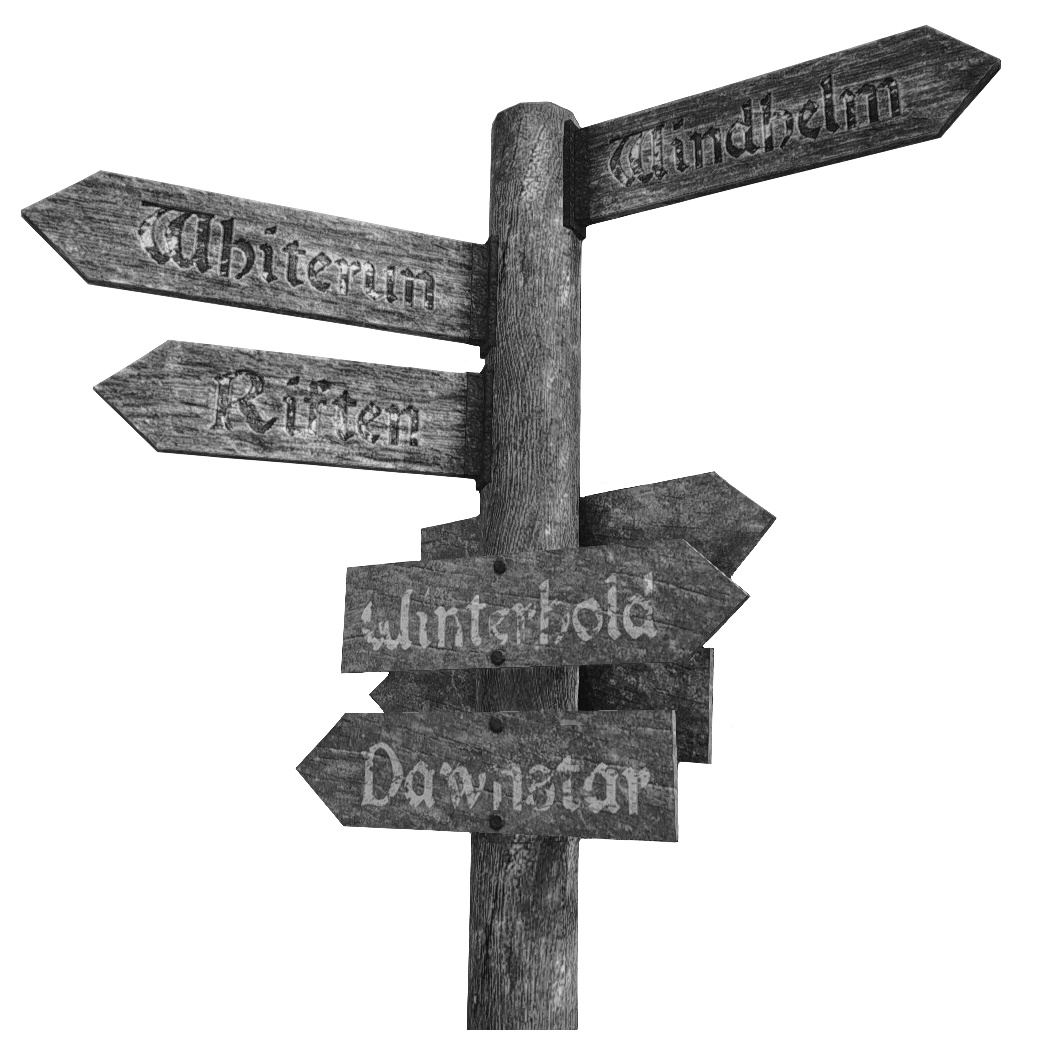 Windhelm
Whiterun
Riften
Winterhold
Dawnstar